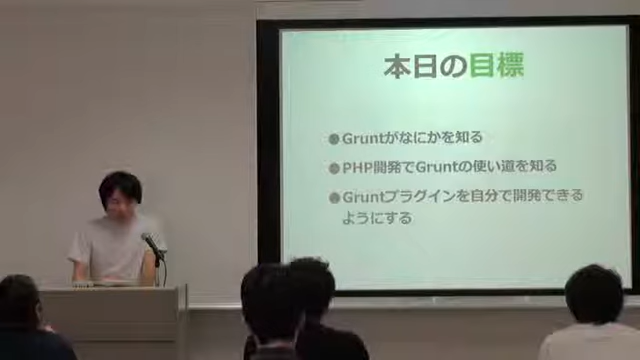 本日の目標
●Gruntがなにかを知る
●PHP開発でGruntの使い道を知る
●Gruntプラグインを自分で開発できる
ようにする